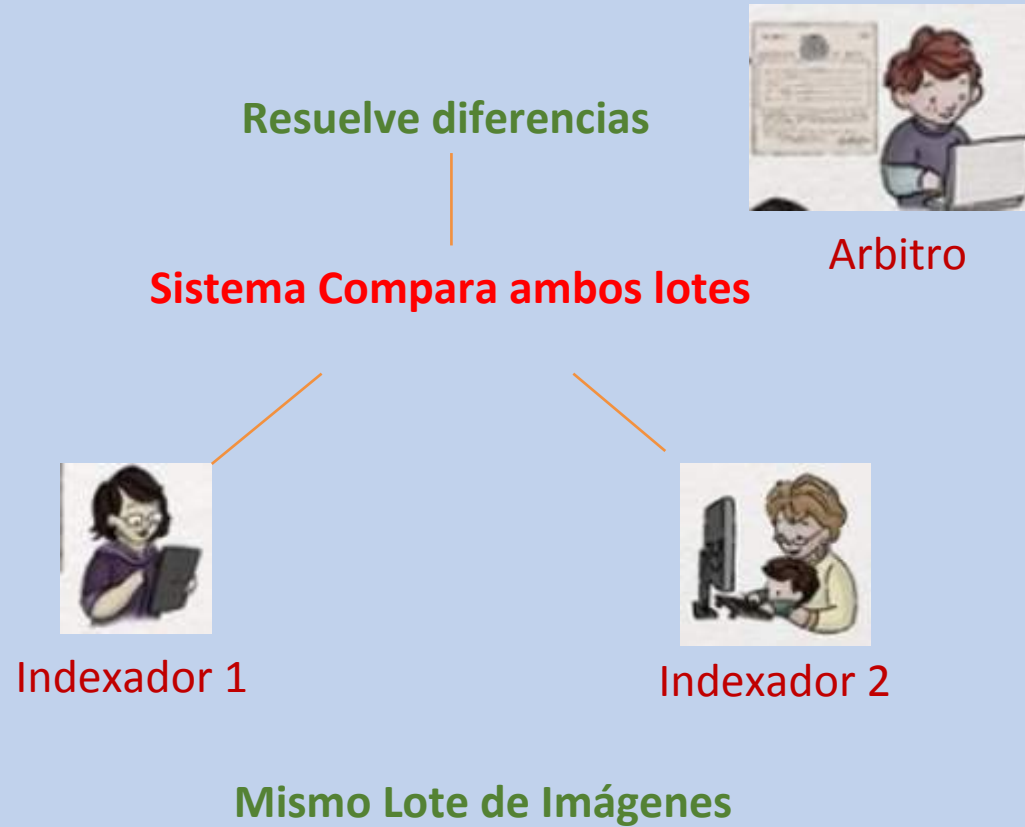 Resuelve diferencias
Arbitro
Sistema Compara ambos lotes
Indexador 1
Indexador 2
Mismo Lote de Imágenes